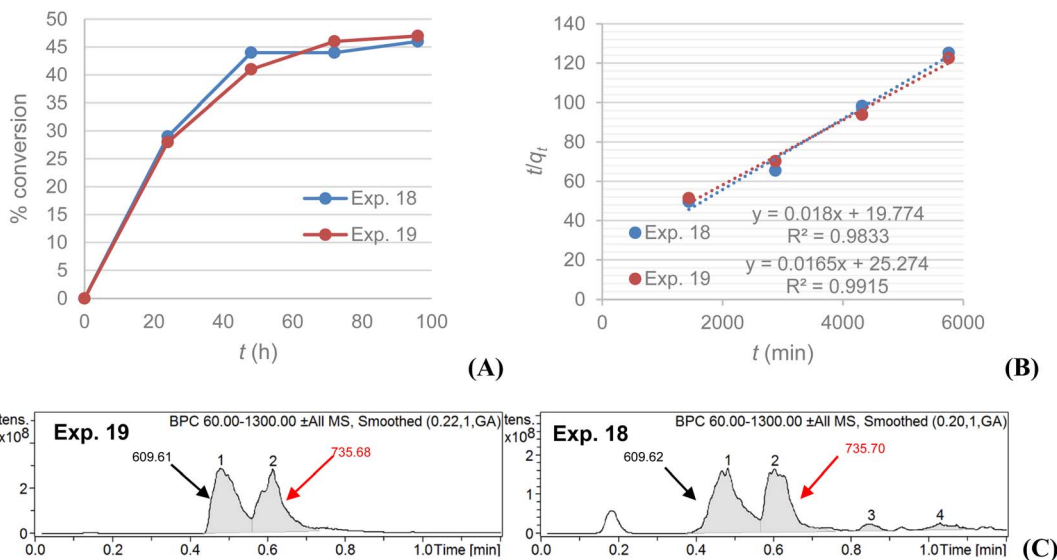 50
45
40
35
30
25
20
15
10
5
0
% conversion
Exp. 18
Exp. 19
0 20 40 60 80 100
t (h)
(A)
140
120
100
80
60
40
20
0
t/qt
y = 0.018x + 19.774
Exp. 18
R² = 0.9833
y = 0.0165x + 25.274
Exp. 19
R² = 0.9915
0 2000 4000 6000
t (min)
(B)
tens.
x10⁸
Exp. 19
BPC 60.00-1300.00 ±All MS, Smoothed (0.22,1,GA)
609.61
1
2
735.68
2
0
0.0 0.2 0.4 0.6 0.8 1.0 Time [min]
tens.
x10⁸
Exp. 18
BPC 60.00-1300.00 ±All MS, Smoothed (0.20,1,GA)
609.62
1
2
735.70
3
4
2
1
0
0.0 0.2 0.4 0.6 0.8 1.0 Time [min]
(C)